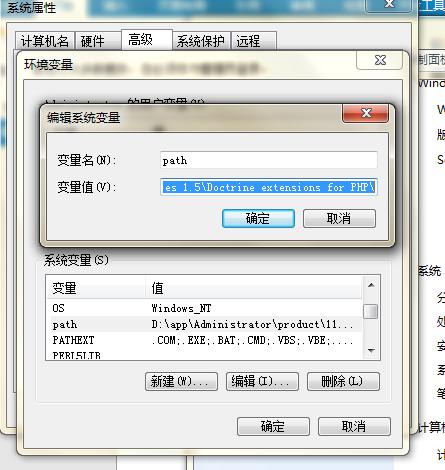 系统属性
计算机名 硬件 高级 系统保护 远程
环境变量
编辑系统变量
变量名(N): path
变量值(V): es 1.5\Doctrine extensions for PHP\
确定 取消
系统变量(S)
变量 值
OS Windows_NT
path D:\app\Administrator\product\11...
PATHEXT .COM;.EXE;.BAT;.CMD;.VBS;.VBE;....
PERL5LIB
新建(W)... 编辑(I)... 删除(L)
确定 取消
系统